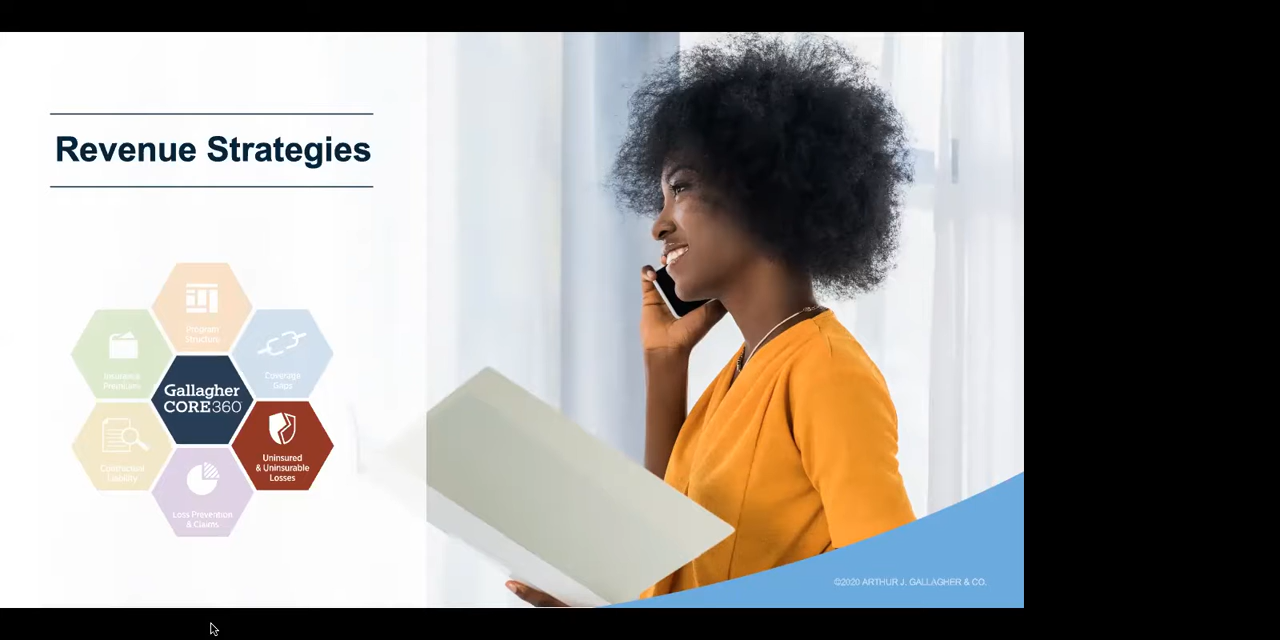 Revenue Strategies
Program
Structure
Insurance
Premiums
Coverage
Gaps
Gallagher
CORE360
Contractual
Liability
Uninsured
& Uninsurable
Losses
Loss Prevention
& Claims
©2020 ARTHUR J. GALLAGHER & CO.